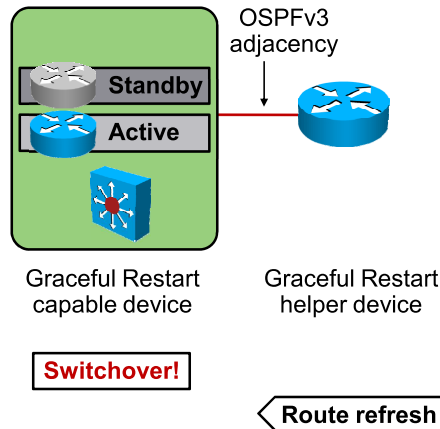 OSPFv3
adjacency
Standby
Active
Graceful Restart
capable device
Graceful Restart
helper device
Switchover!
Route refresh